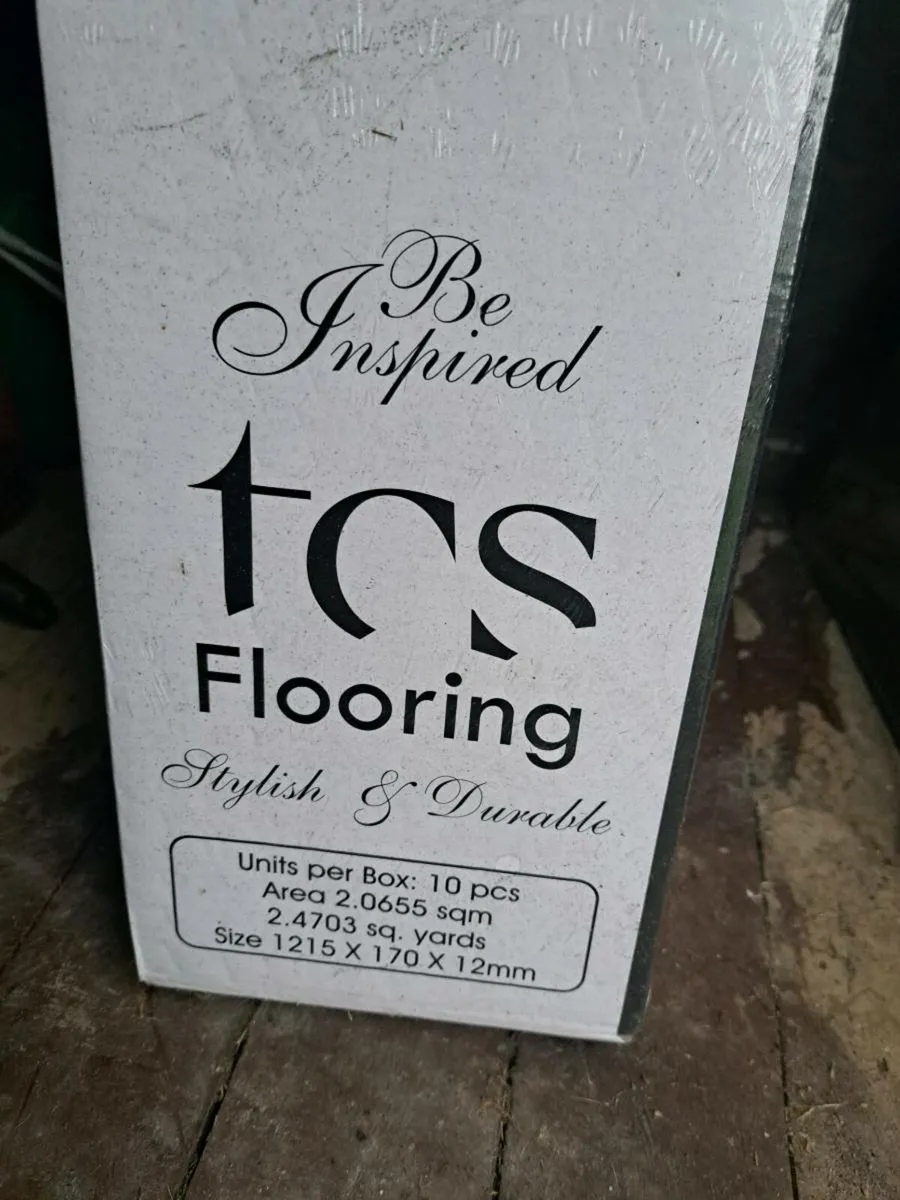 Be
Inspired
tcs
Flooring
Stylish & Durable
Units per Box: 10 pcs
Area 2.0655 sqm
2.4703 sq. yards
Size 1215 X 170 X 12mm